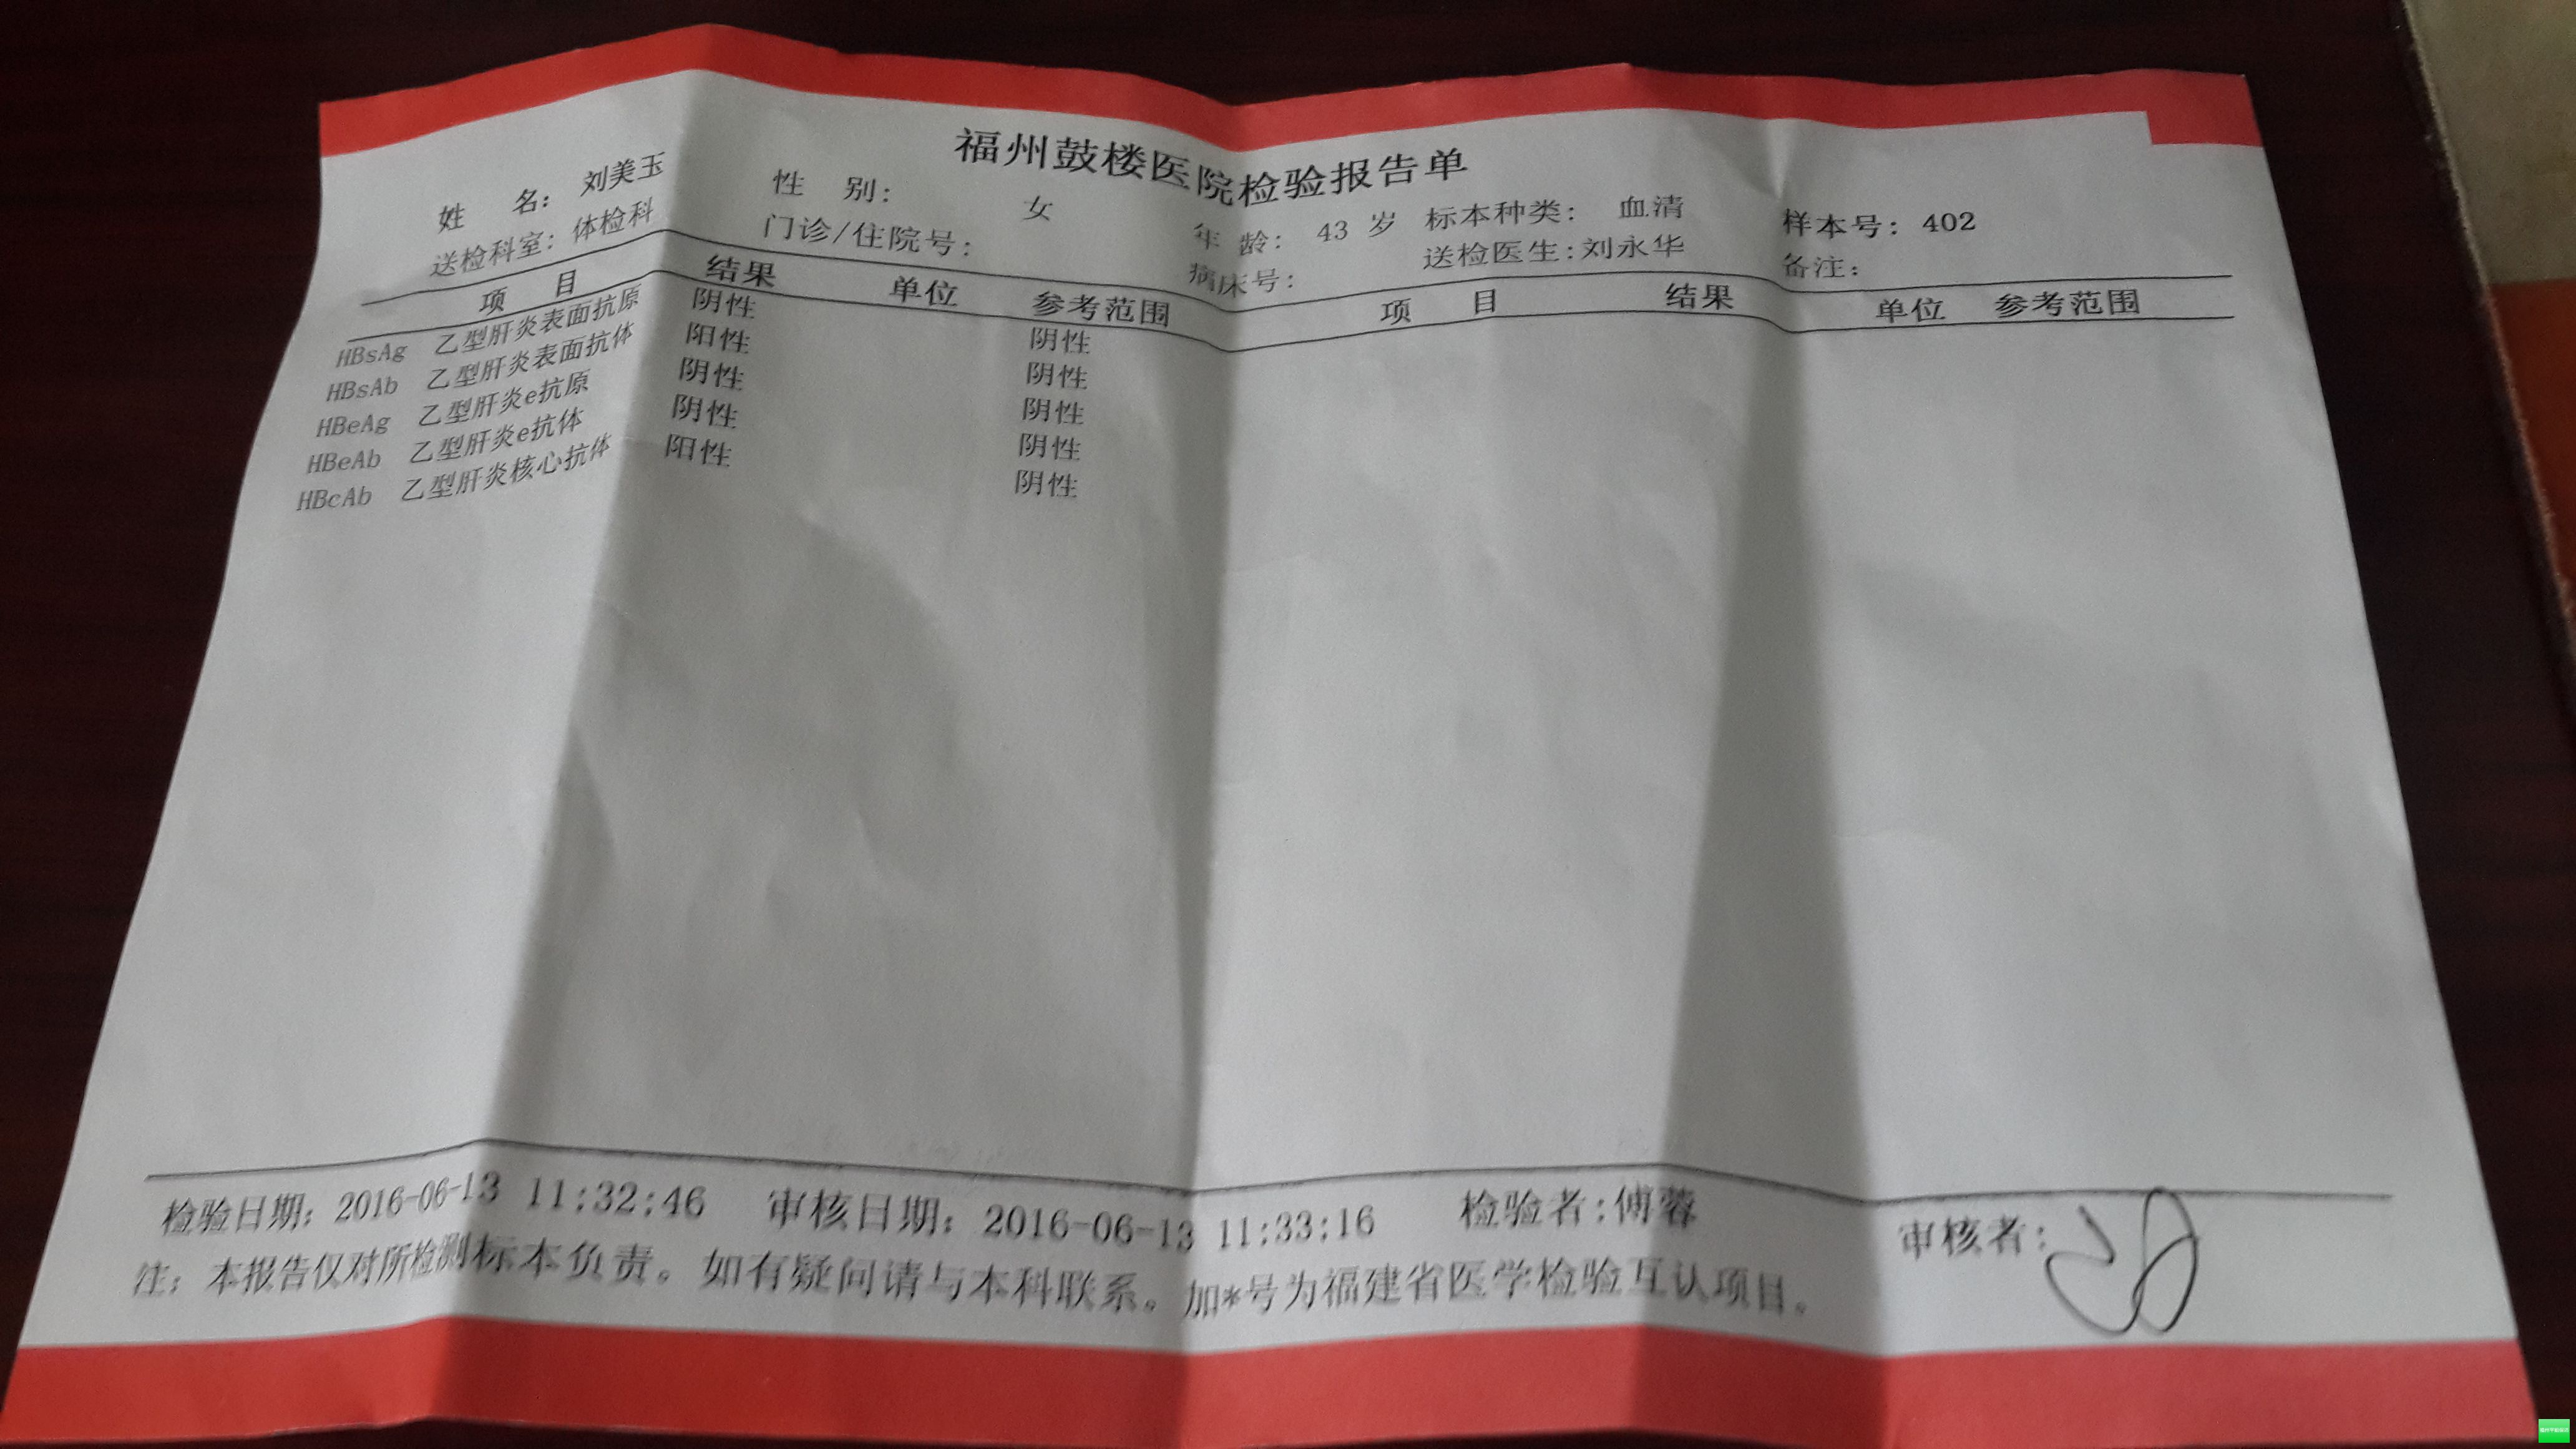 福州鼓楼医院检验报告单
姓 名： 刘美玉 性 别： 女 年 龄： 43 岁 标本种类： 血清 样本号：402
送检科室：体检科 门诊/住院号： 病床号： 送检医生:刘永华 备注：
项 目 结果 单位 参考范围 项 目 结果 单位 参考范围
HBsAg 乙型肝炎表面抗原 阴性 阴性
HBsAb 乙型肝炎表面抗体 阳性 阴性
HBeAg 乙型肝炎e抗原 阴性 阴性
HBeAb 乙型肝炎e抗体 阴性 阴性
HBcAb 乙型肝炎核心抗体 阳性 阴性
检验日期：2016-06-13 11:32:46 审核日期：2016-06-13 11:33:16 检验者:傅蓉 审核者：
注：本报告仅对所检测标本负责。如有疑问请与本科联系。加*号为福建省医学检验互认项目。